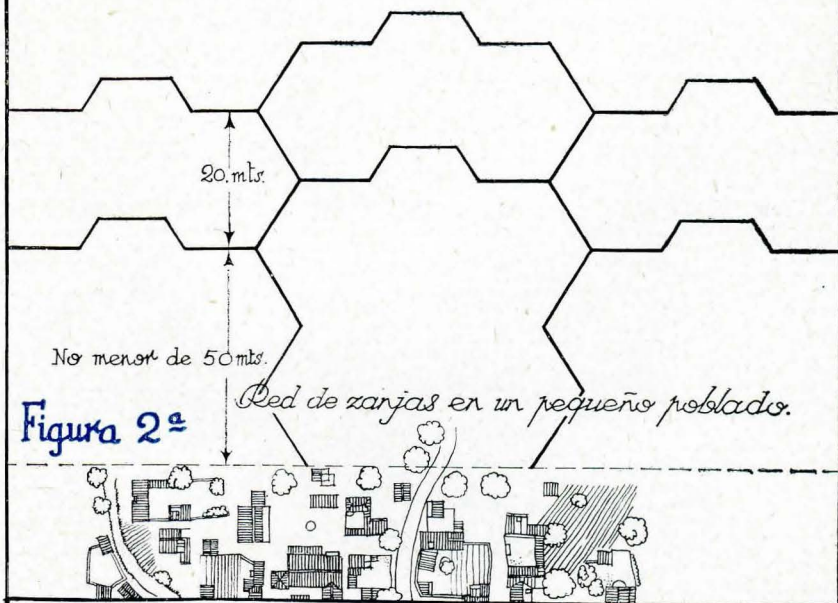 20. mts.
No menor de 50 mts.
Red de zanjas en un pequeño poblado.
Figura 2ª